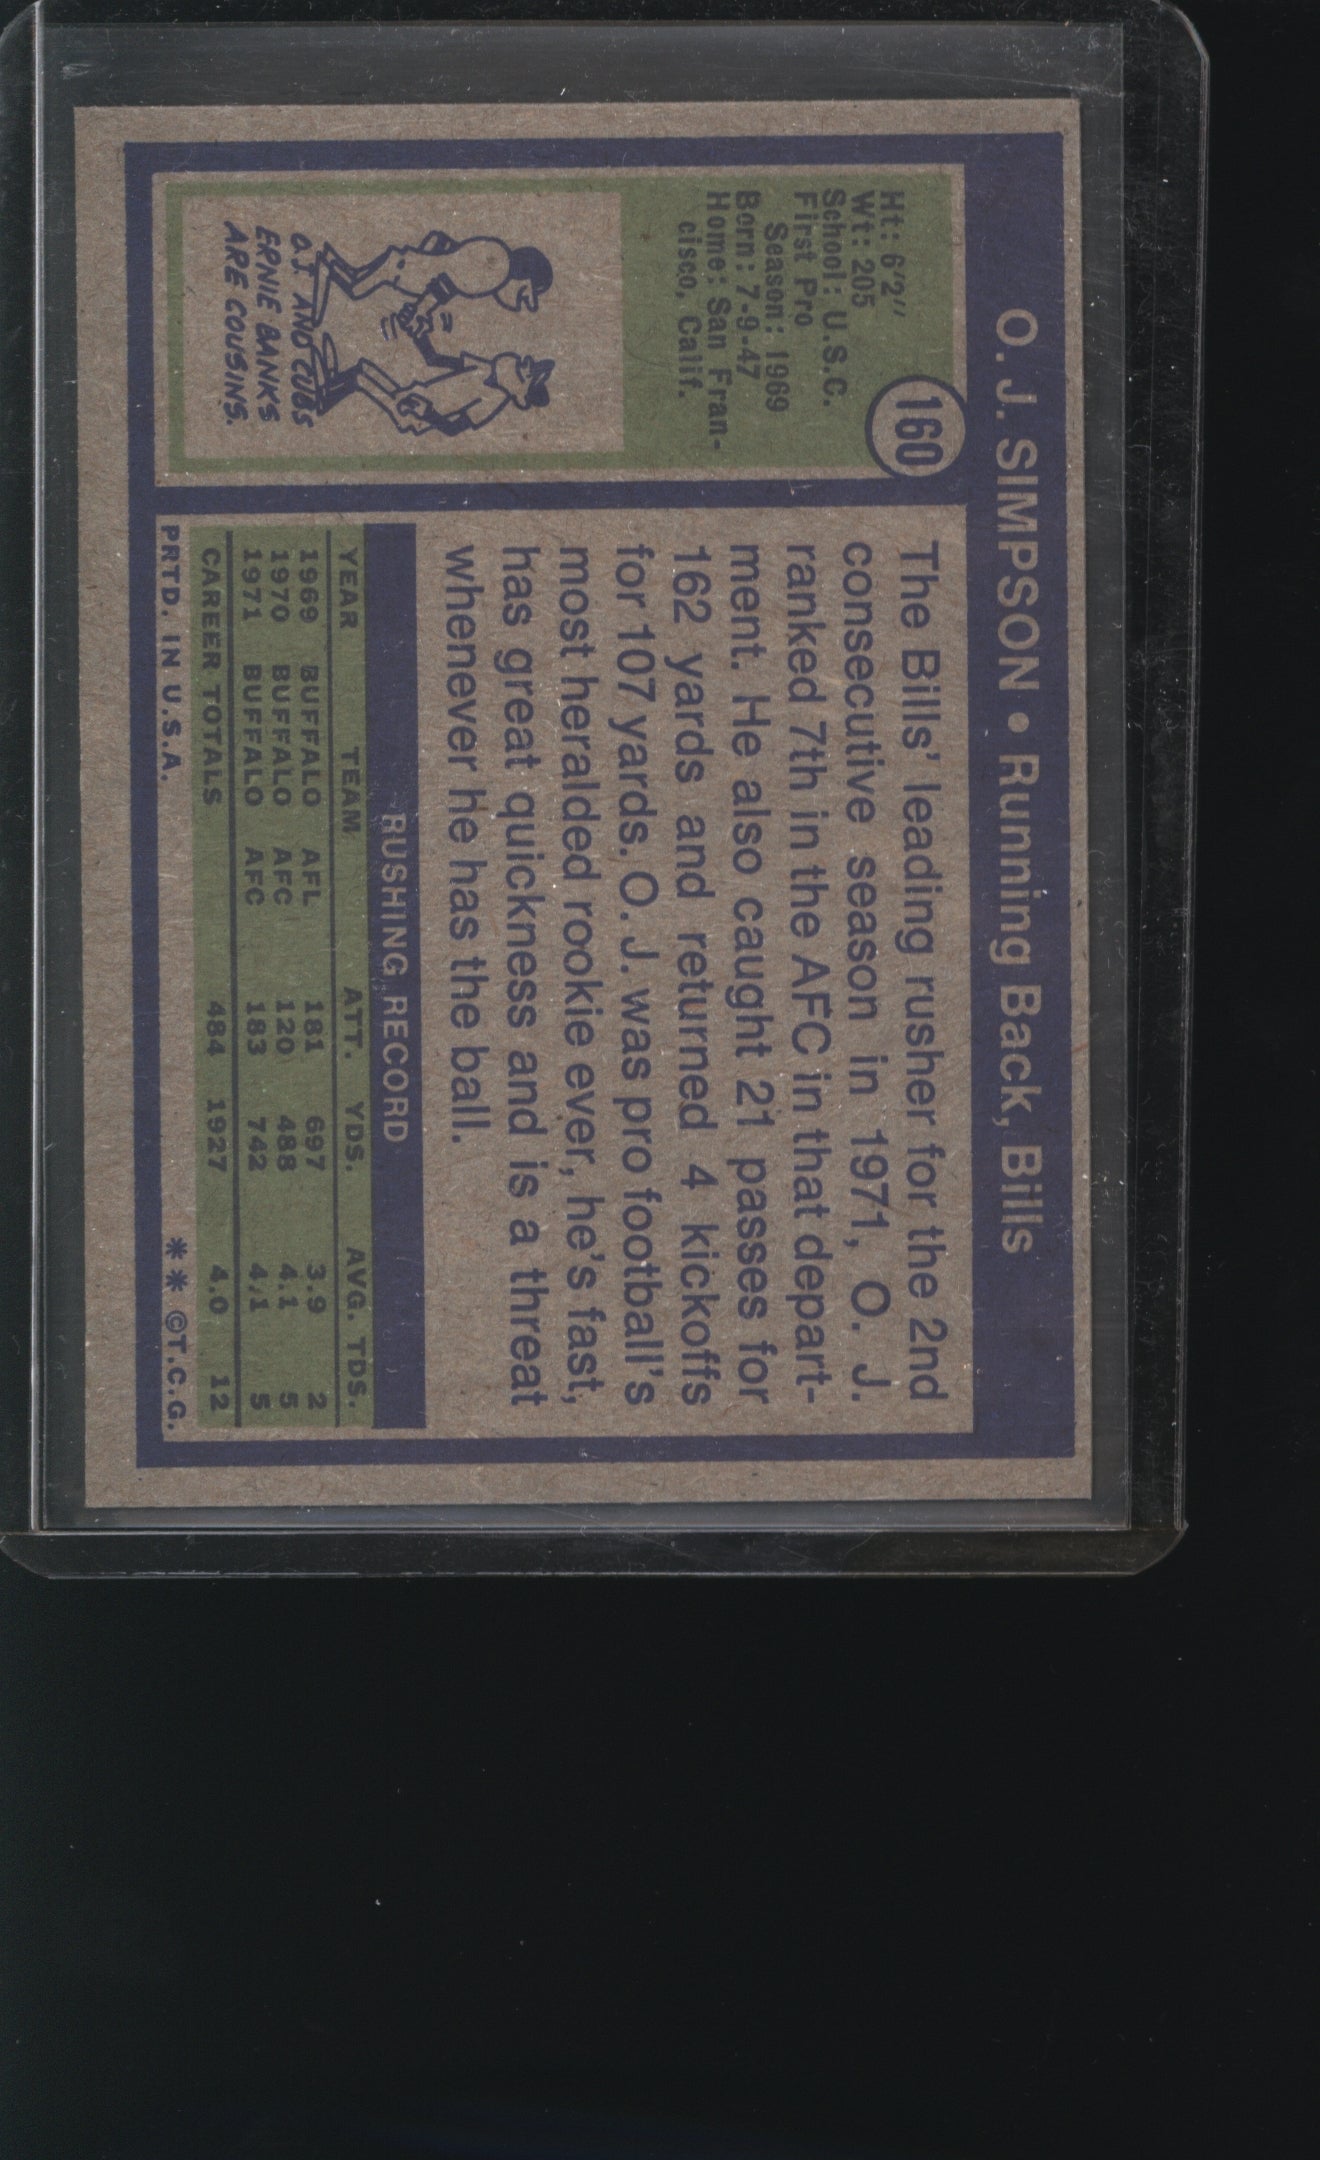 O. J. SIMPSON • Running Back, Bills
160
Ht: 6'2"
Wt: 205
School: U.S.C.
First Pro
Season: 1969
Born: 7-9-47
Home: San Fran-
cisco, Calif.
O.J. AND CUBS
ERNIE BANKS
ARE COUSINS.
The Bills' leading rusher for the 2nd
consecutive season in 1971, O. J.
ranked 7th in the AFC in that depart-
ment. He also caught 21 passes for
162 yards and returned 4 kickoffs
for 107 yards. O. J. was pro football's
most heralded rookie ever, he's fast,
has great quickness and is a threat
whenever he has the ball.
RUSHING RECORD
YEAR TEAM ATT. YDS. AVG. TDS.
1969 BUFFALO AFL 181 697 3.9 2
1970 BUFFALO AFC 120 488 4.1 5
1971 BUFFALO AFC 183 742 4.1 5
CAREER TOTALS 484 1927 4.0 12
PRTD. IN U.S.A. ** ©T.C.G.